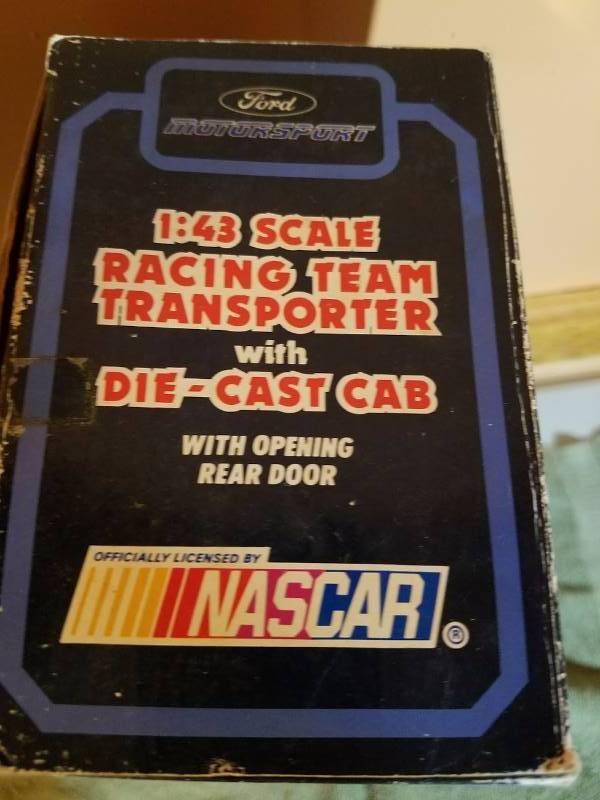 Ford
MOTORSPORT
1:43 SCALE
RACING TEAM
TRANSPORTER
with
DIE-CAST CAB
WITH OPENING
REAR DOOR
OFFICIALLY LICENSED BY
NASCAR ®